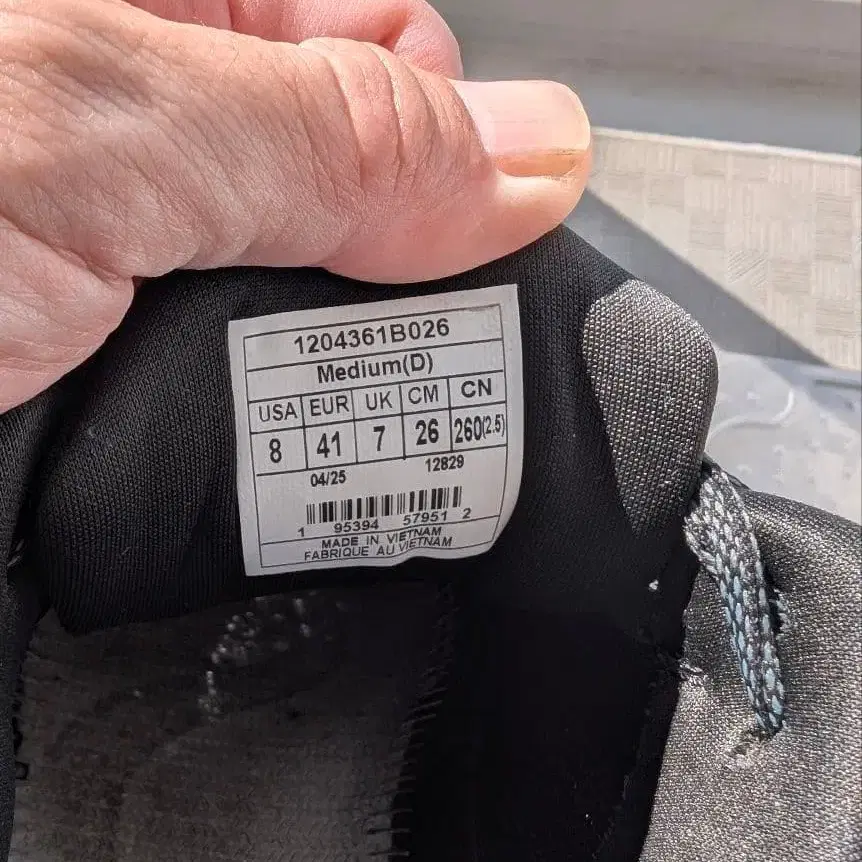 1204361B026
Medium(D)
USA EUR UK CM CN
8 41 7 26 260(2.5)
04/25 12829
1 95394 57951 2
MADE IN VIETNAM
FABRIQUE AU VIETNAM